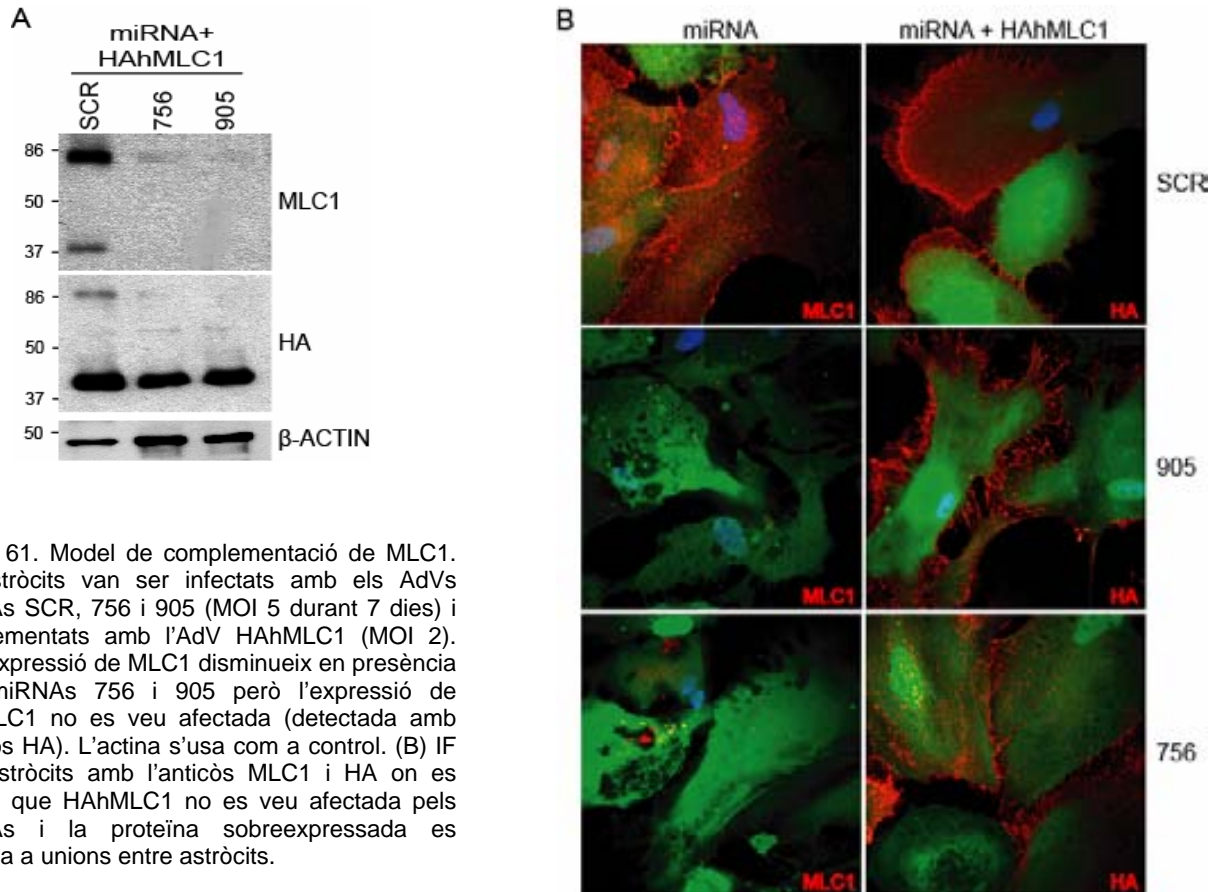 A
miRNA+
HAhMLC1
SCR
756
905
86
50
37
MLC1
86
50
37
HA
50
β-ACTIN
61. Model de complementació de MLC1.
stròcits van ser infectats amb els AdVs
As SCR, 756 i 905 (MOI 5 durant 7 dies) i
ementats amb l'AdV HAhMLC1 (MOI 2).
expressió de MLC1 disminueix en presència
miRNAs 756 i 905 però l'expressió de
LC1 no es veu afectada (detectada amb
os HA). L'actina s'usa com a control. (B) IF
stròcits amb l'anticòs MLC1 i HA on es
que HAhMLC1 no es veu afectada pels
As i la proteïna sobreexpressada es
a a unions entre astròcits.
B
miRNA
miRNA + HAhMLC1
MLC1
HA
SCR
MLC1
HA
905
MLC1
HA
756